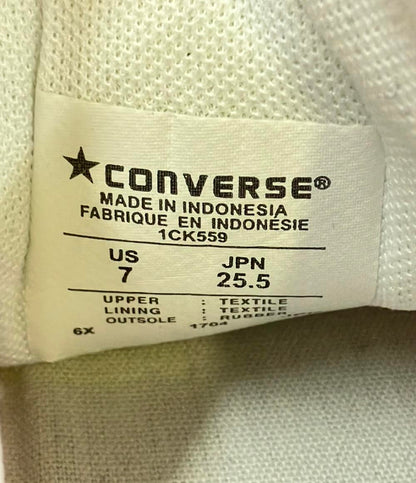 ★CONVERSE®
MADE IN INDONESIA
FABRIQUE EN INDONESIE
1CK559
US JPN
7 25.5
UPPER : TEXTILE
LINING : TEXTILE
OUTSOLE : RUBBER
6X 1704